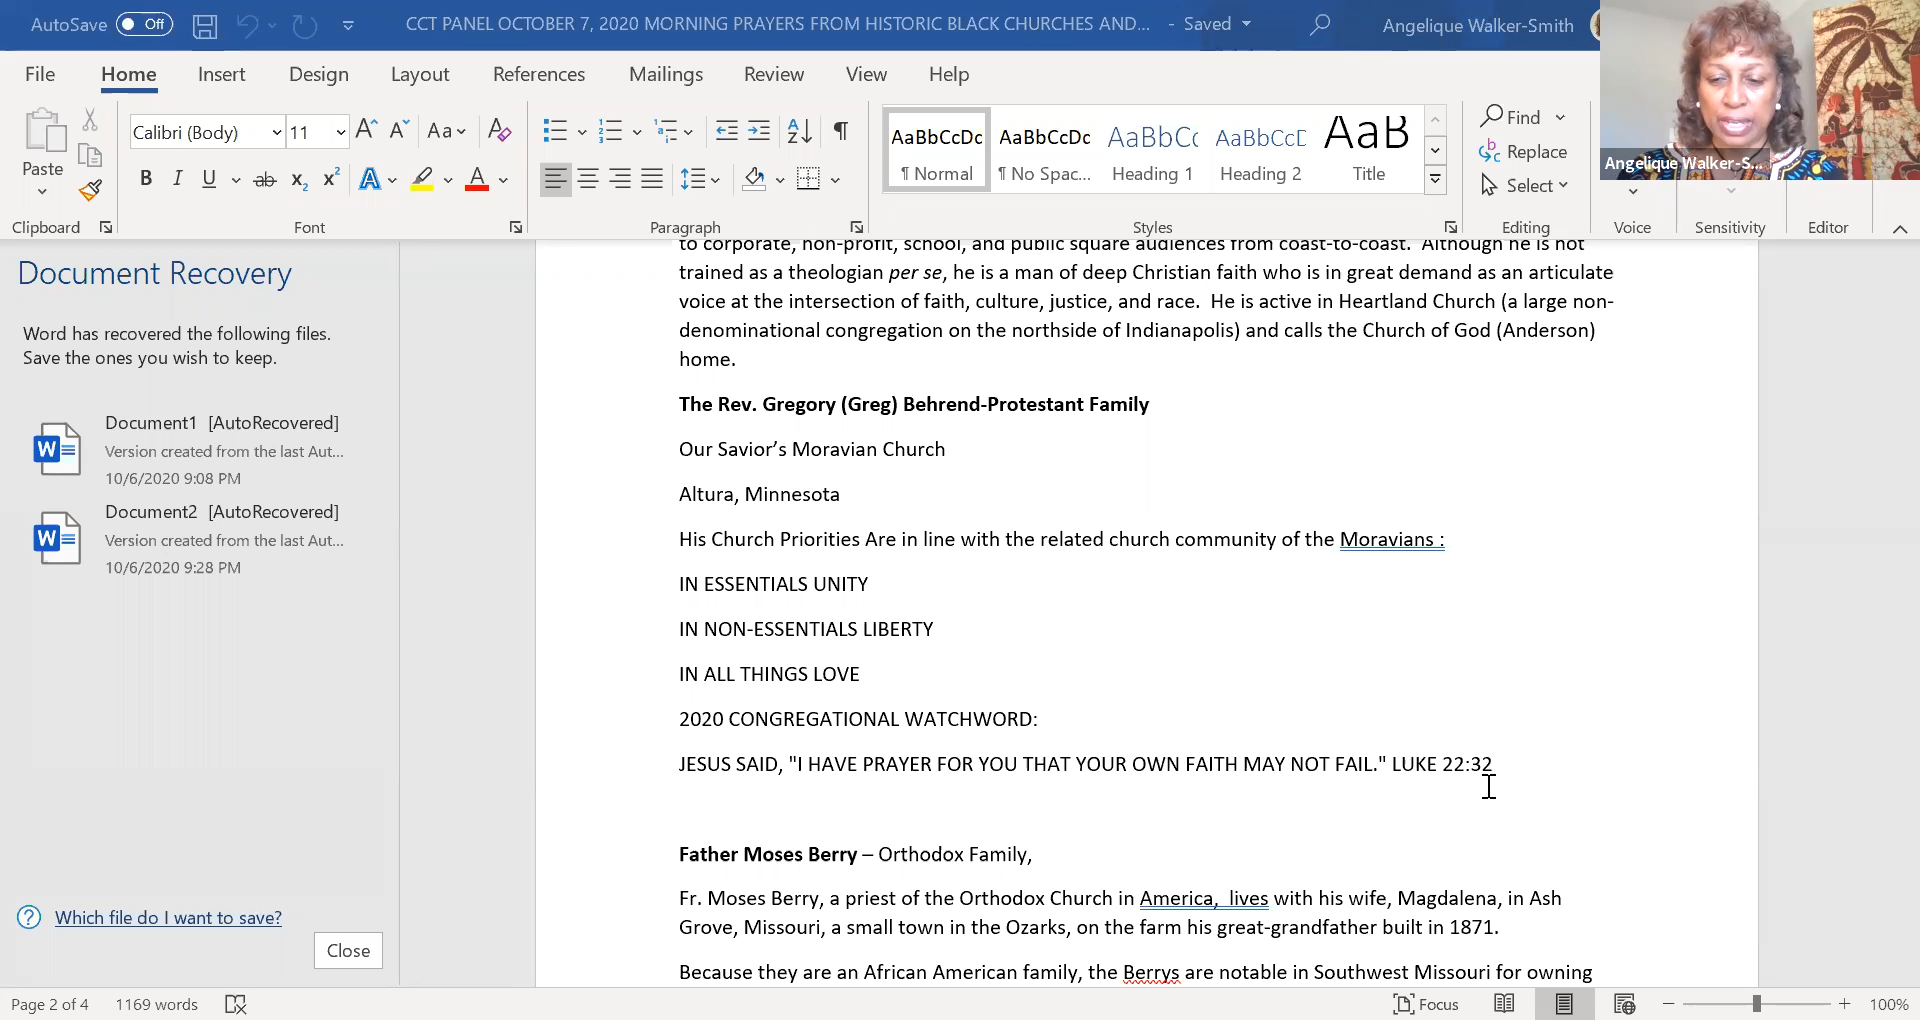 AutoSave Off CCT PANEL OCTOBER 7, 2020 MORNING PRAYERS FROM HISTORIC BLACK CHURCHES AND... - Saved Angelique Walker-Smith
File Home Insert Design Layout References Mailings Review View Help
Calibri (Body) 11 Aa
AaBbCcDc AaBbCcDc AaBbCc AaBbCcD AaB
Find
Replace
Select
Paste
B I U ab x2 x2 A A
¶ Normal ¶ No Spac... Heading 1 Heading 2 Title
Angelique Walker-S...
Clipboard Font Paragraph Styles Editing Voice Sensitivity Editor
Document Recovery
Word has recovered the following files.
Save the ones you wish to keep.
Document1 [AutoRecovered]
Version created from the last Aut...
10/6/2020 9:08 PM
Document2 [AutoRecovered]
Version created from the last Aut...
10/6/2020 9:28 PM
Which file do I want to save?
Close
to corporate, non-profit, school, and public square audiences from coast-to-coast. Although he is not
trained as a theologian per se, he is a man of deep Christian faith who is in great demand as an articulate
voice at the intersection of faith, culture, justice, and race. He is active in Heartland Church (a large non-
denominational congregation on the northside of Indianapolis) and calls the Church of God (Anderson)
home.
The Rev. Gregory (Greg) Behrend-Protestant Family
Our Savior’s Moravian Church
Altura, Minnesota
His Church Priorities Are in line with the related church community of the Moravians :
IN ESSENTIALS UNITY
IN NON-ESSENTIALS LIBERTY
IN ALL THINGS LOVE
2020 CONGREGATIONAL WATCHWORD:
JESUS SAID, "I HAVE PRAYER FOR YOU THAT YOUR OWN FAITH MAY NOT FAIL." LUKE 22:32
Father Moses Berry – Orthodox Family,
Fr. Moses Berry, a priest of the Orthodox Church in America, lives with his wife, Magdalena, in Ash
Grove, Missouri, a small town in the Ozarks, on the farm his great-grandfather built in 1871.
Because they are an African American family, the Berrys are notable in Southwest Missouri for owning
Page 2 of 4 1169 words Focus 100%